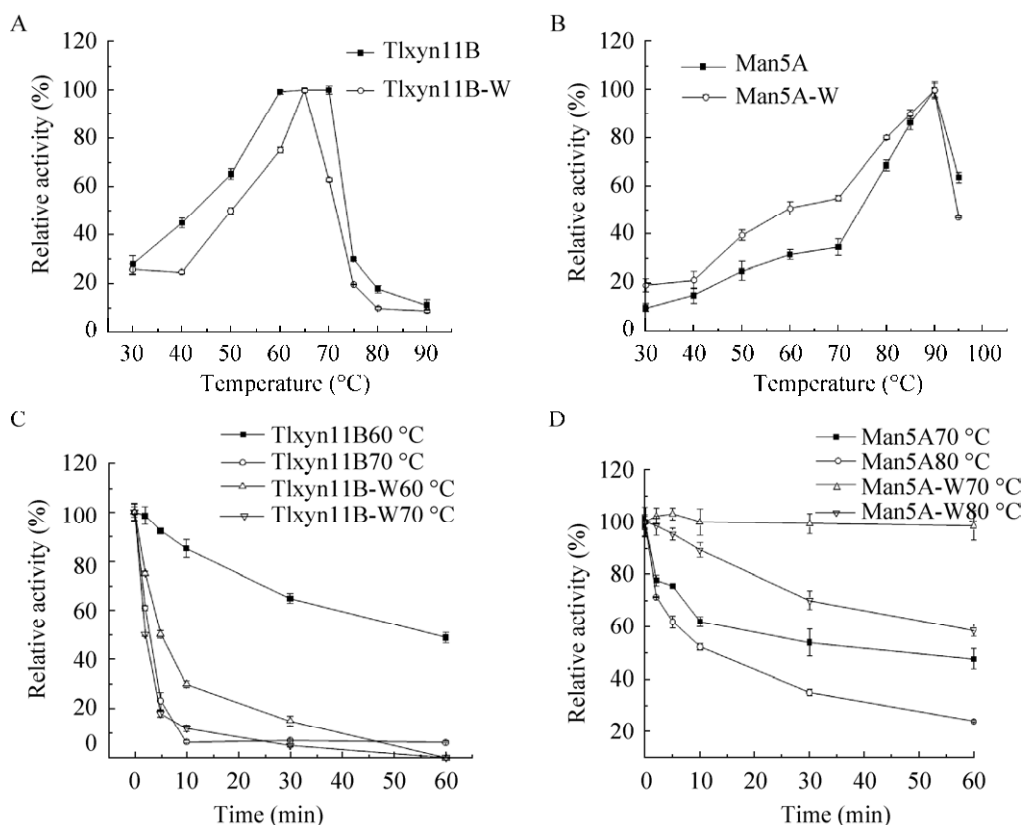 A
Tlxyn11B
Tlxyn11B-W
Relative activity (%)
120
100
80
60
40
20
0
30 40 50 60 70 80 90
Temperature (°C)
B
Man5A
Man5A-W
Relative activity (%)
120
100
80
60
40
20
0
30 40 50 60 70 80 90 100
Temperature (°C)
C
Tlxyn11B60 °C
Tlxyn11B70 °C
Tlxyn11B-W60 °C
Tlxyn11B-W70 °C
Relative activity (%)
120
100
80
60
40
20
0
0 10 20 30 40 50 60
Time (min)
D
Man5A70 °C
Man5A80 °C
Man5A-W70 °C
Man5A-W80 °C
Relative activity (%)
120
100
80
60
40
20
0 10 20 30 40 50 60
Time (min)